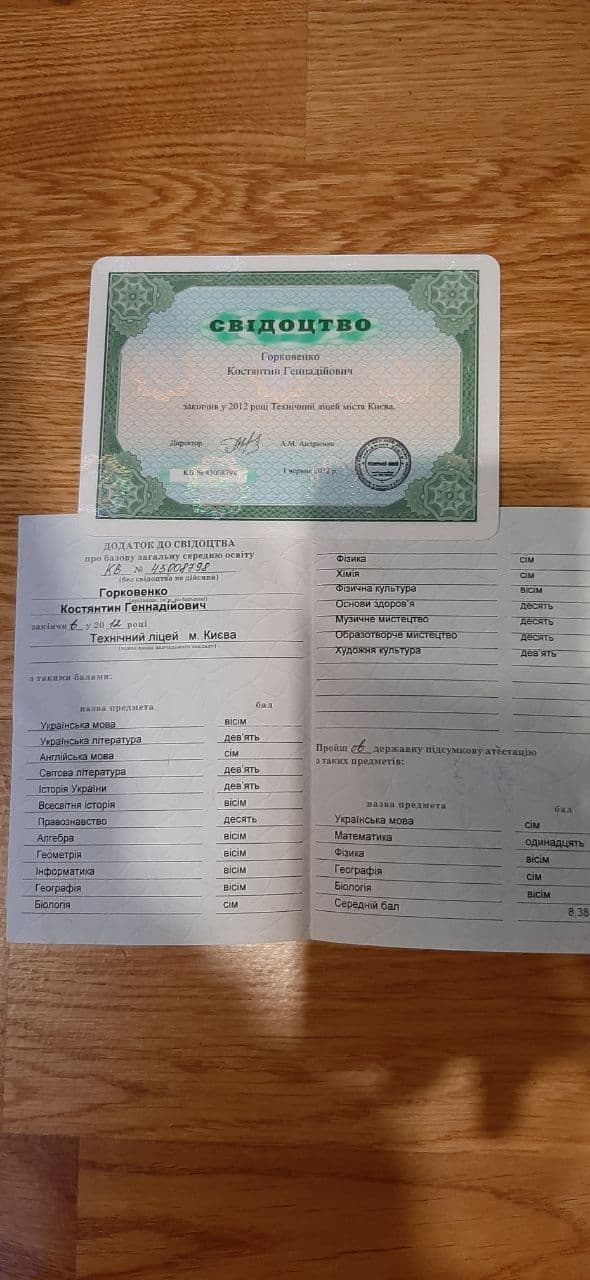 СВІДОЦТВО
Горковенко
Костянтин Геннадійович
закінчив у 2012 році Технічний ліцей міста Києва.
Директор
КВ № 43008798
1 червня 2012 р.
ДОДАТОК ДО СВІДОЦТВА
про базову загальну середню освіту
КВ № 43008798
(без свідоцтва не дійсний)
Горковенко
Костянтин Геннадійович
закінчив у 2012 році
Технічний ліцей м. Києва
(повна назва навчального закладу)
з такими балами:
назва предмета бал
Українська мова вісім
Українська література дев'ять
Англійська мова сім
Світова література дев'ять
Історія України дев'ять
Всесвітня історія вісім
Правознавство десять
Алгебра вісім
Геометрія вісім
Інформатика вісім
Географія вісім
Біологія сім
Фізика сім
Хімія сім
Фізична культура вісім
Основи здоров'я десять
Музичне мистецтво десять
Образотворче мистецтво десять
Художня культура дев'ять
Пройшов державну підсумкову атестацію
з таких предметів:
назва предмета бал
Українська мова сім
Математика одинадцять
Фізика вісім
Географія сім
Біологія вісім
Середній бал 8,38